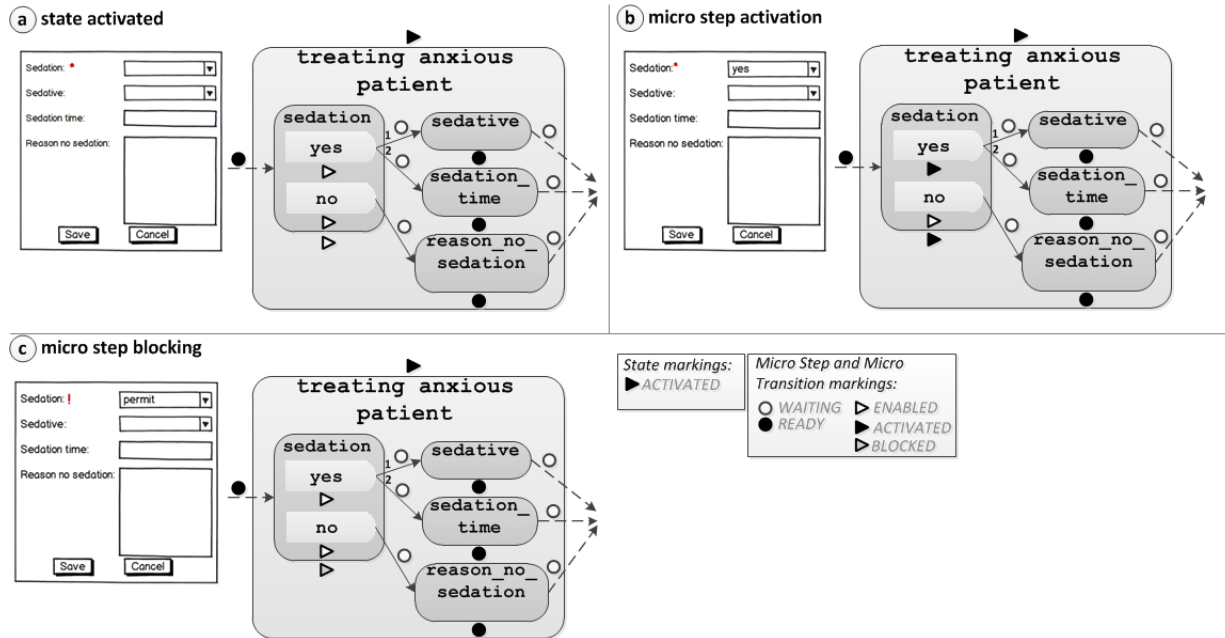 a state activated
Sedation: *
Sedative:
Sedation time:
Reason no sedation:
Save Cancel
treating anxious
patient
sedation
yes
no
1
2
sedative
sedation_
time
reason_no_
sedation
b micro step activation
Sedation:* yes
Sedative:
Sedation time:
Reason no sedation:
Save Cancel
treating anxious
patient
sedation
yes
no
1
2
sedative
sedation_
time
reason_no_
sedation
c micro step blocking
Sedation: ! permit
Sedative:
Sedation time:
Reason no sedation:
Save Cancel
treating anxious
patient
sedation
yes
no
1
2
sedative
sedation_
time
reason_no_
sedation
State markings:
ACTIVATED
Micro Step and Micro
Transition markings:
WAITING ENABLED
READY ACTIVATED
BLOCKED